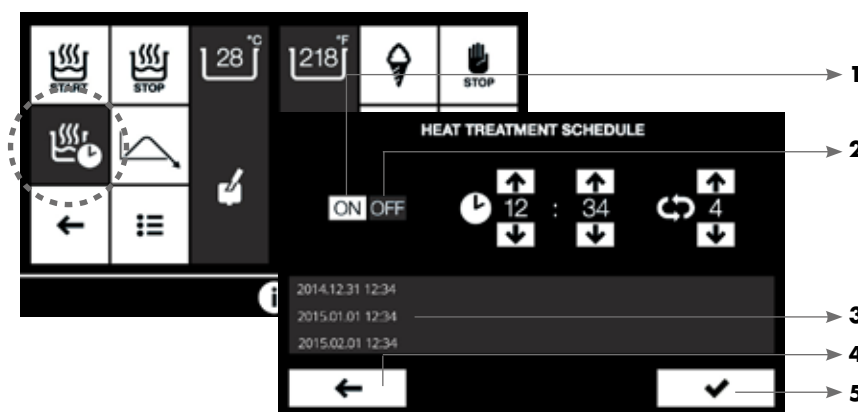 28 °C
218 °F
START
STOP
STOP
HEAT TREATMENT SCHEDULE
ON OFF
12 : 34
4
i
2014.12.31 12:34
2015.01.01 12:34
2015.02.01 12:34
1
2
3
4
5